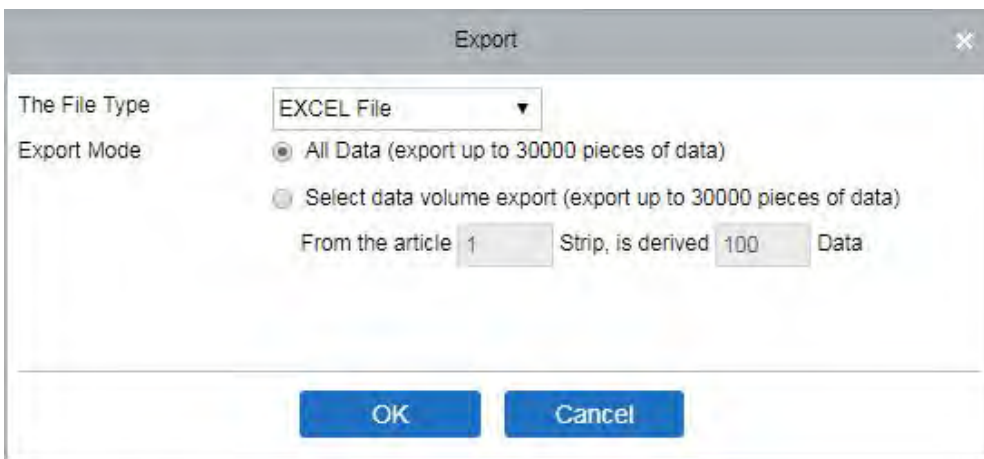 Export
The File Type EXCEL File
Export Mode All Data (export up to 30000 pieces of data)
Select data volume export (export up to 30000 pieces of data)
From the article 1 Strip, is derived 100 Data
OK Cancel